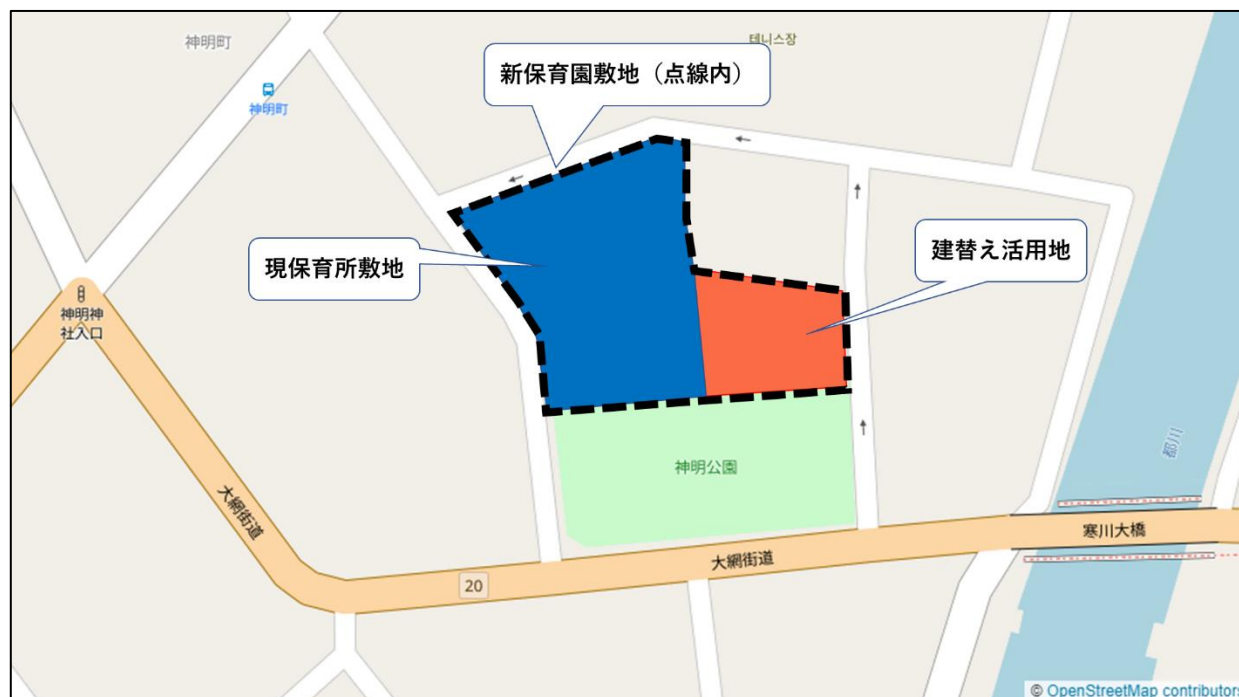 神明町
테니스장
新保育園敷地（点線内）
神明町
現保育所敷地
建替え活用地
神明神
社入口
神明公園
都川
大網街道
大網街道
寒川大橋
20
© OpenStreetMap contributors